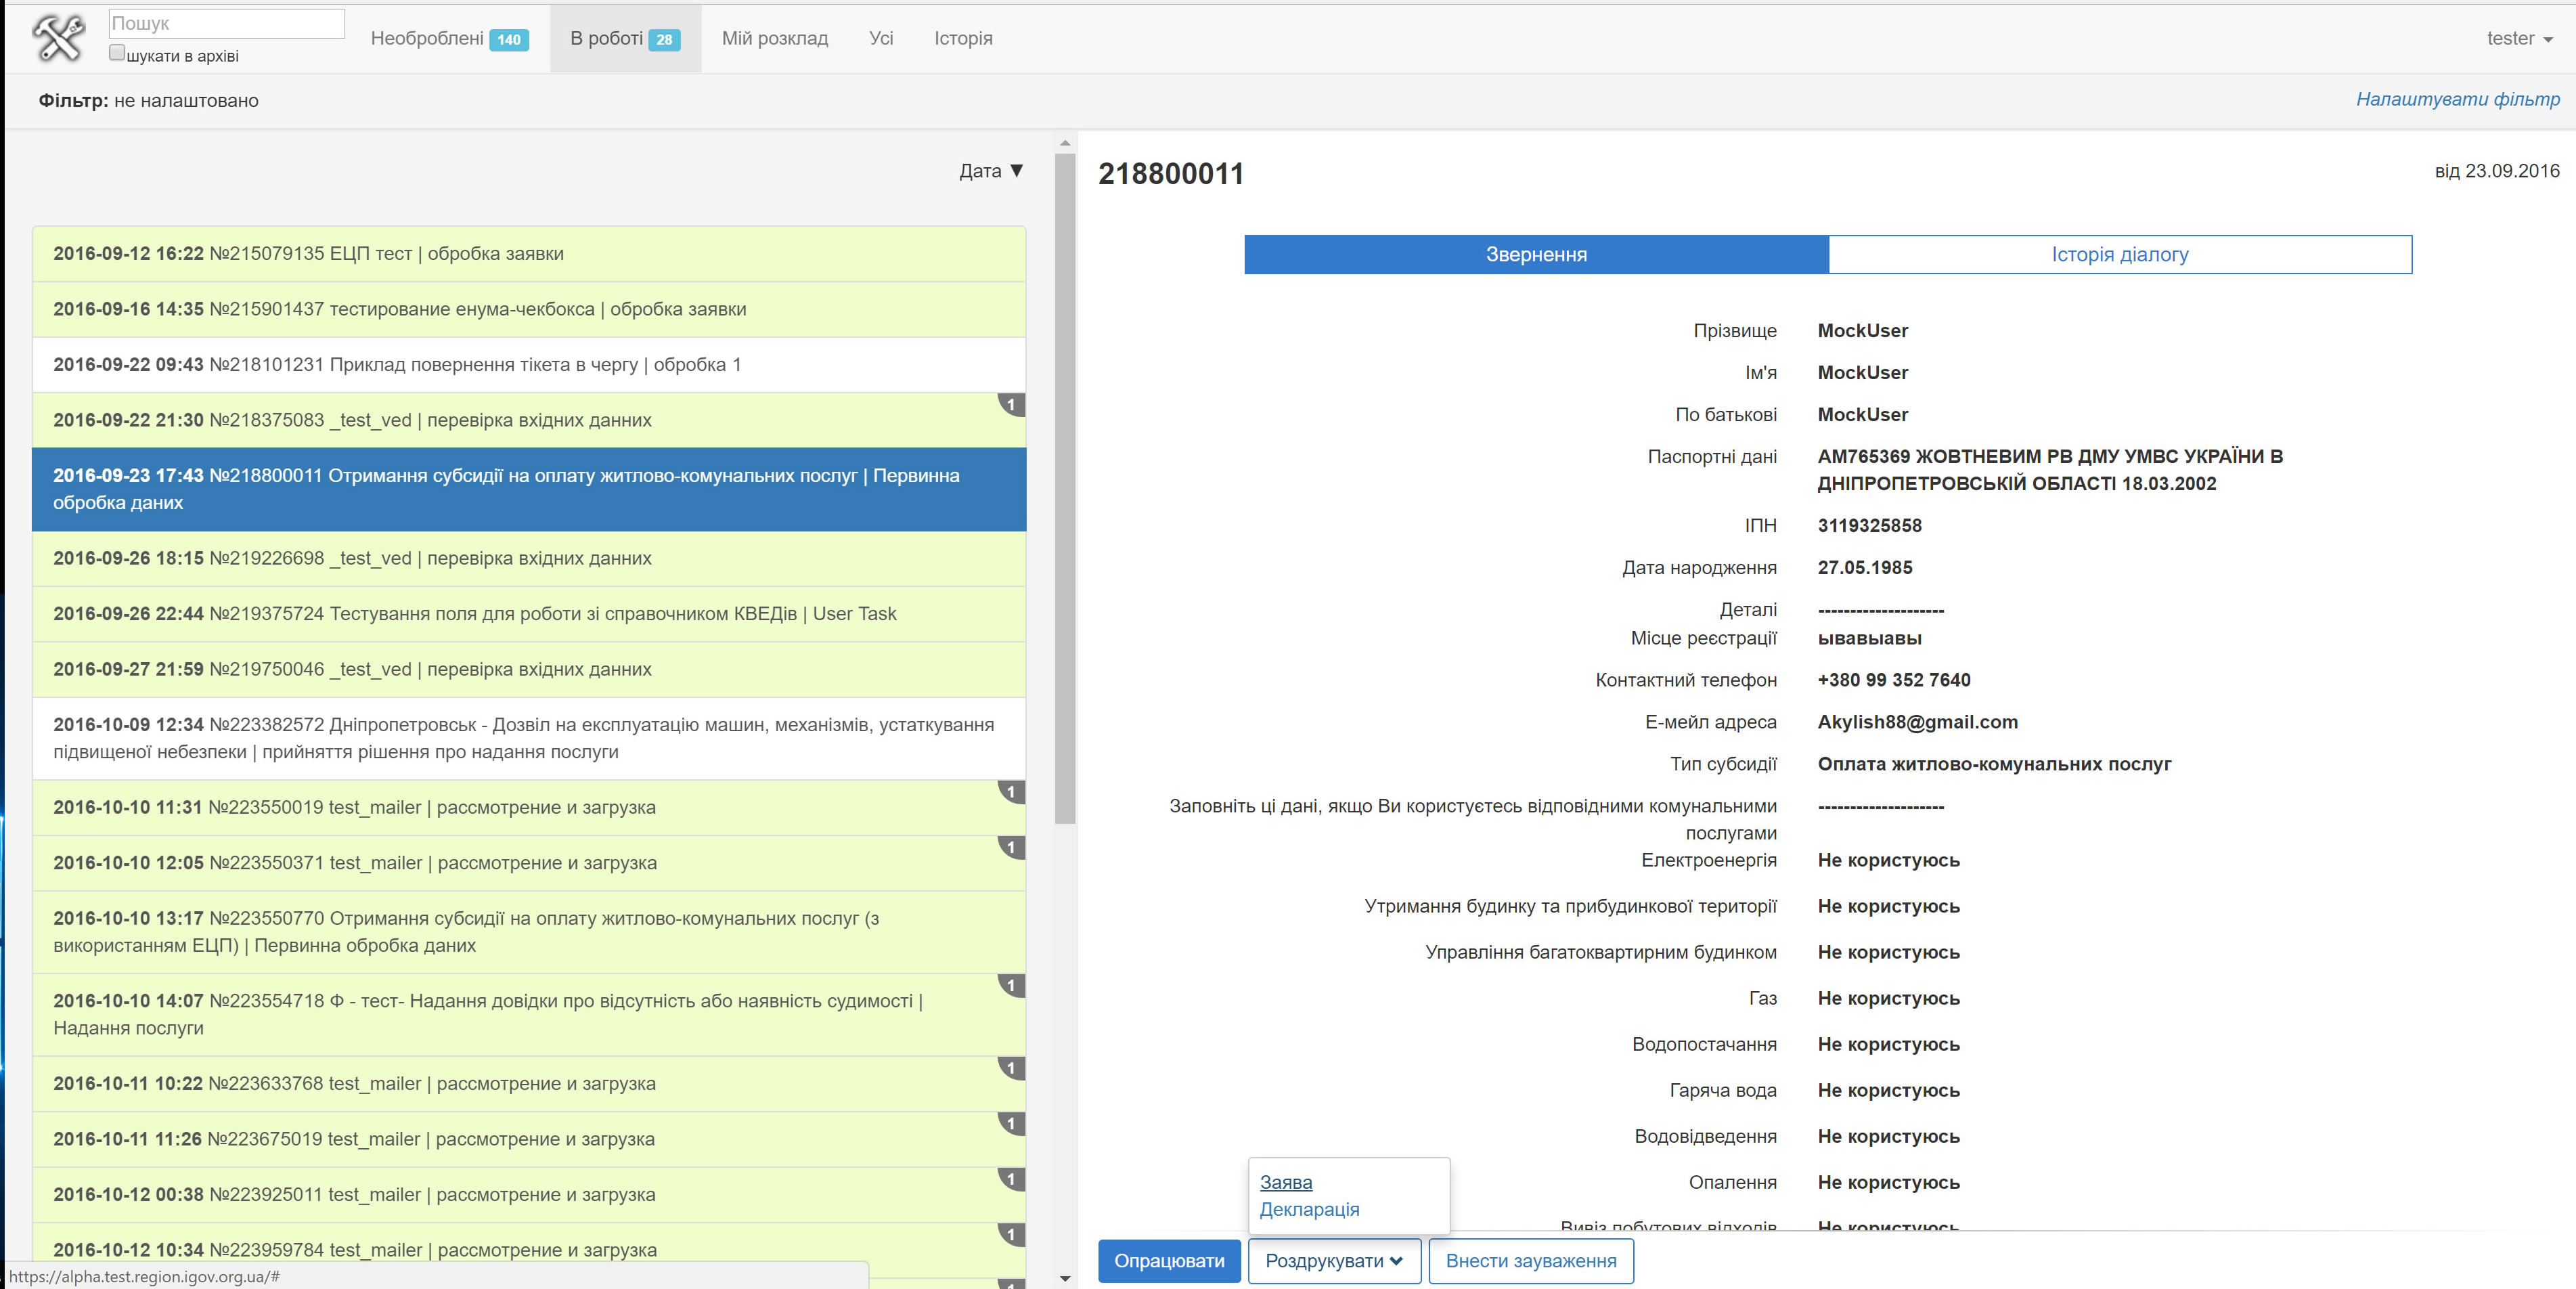 Пошук
шукати в архіві
Необроблені 140
В роботі 28
Мій розклад
Усі
Історія
tester
Фільтр: не налаштовано
Налаштувати фільтр
Дата ▼
2016-09-12 16:22 №215079135 ЕЦП тест | обробка заявки
2016-09-16 14:35 №215901437 тестирование енума-чекбокса | обробка заявки
2016-09-22 09:43 №218101231 Приклад повернення тікета в чергу | обробка 1
1
2016-09-22 21:30 №218375083 _test_ved | перевірка вхідних данних
2016-09-23 17:43 №218800011 Отримання субсидії на оплату житлово-комунальних послуг | Первинна
обробка даних
2016-09-26 18:15 №219226698 _test_ved | перевірка вхідних данних
2016-09-26 22:44 №219375724 Тестування поля для роботи зі справочником КВЕДів | User Task
2016-09-27 21:59 №219750046 _test_ved | перевірка вхідних данних
2016-10-09 12:34 №223382572 Дніпропетровськ - Дозвіл на експлуатацію машин, механізмів, устаткування
підвищеної небезпеки | прийняття рішення про надання послуги
1
2016-10-10 11:31 №223550019 test_mailer | рассмотрение и загрузка
1
2016-10-10 12:05 №223550371 test_mailer | рассмотрение и загрузка
2016-10-10 13:17 №223550770 Отримання субсидії на оплату житлово-комунальних послуг (з
використанням ЕЦП) | Первинна обробка даних
1
2016-10-10 14:07 №223554718 Ф - тест- Надання довідки про відсутність або наявність судимості |
Надання послуги
1
2016-10-11 10:22 №223633768 test_mailer | рассмотрение и загрузка
1
2016-10-11 11:26 №223675019 test_mailer | рассмотрение и загрузка
1
2016-10-12 00:38 №223925011 test_mailer | рассмотрение и загрузка
1
2016-10-12 10:34 №223959784 test_mailer | рассмотрение и загрузка
1
https://alpha.test.region.igov.org.ua/#
218800011
від 23.09.2016
Звернення
Історія діалогу
Прізвище MockUser
Ім'я MockUser
По батькові MockUser
Паспортні дані АМ765369 ЖОВТНЕВИМ РВ ДМУ УМВС УКРАЇНИ В
ДНІПРОПЕТРОВСЬКІЙ ОБЛАСТІ 18.03.2002
ІПН 3119325858
Дата народження 27.05.1985
Деталі --------------------
Місце реєстрації ывавыавы
Контактний телефон +380 99 352 7640
Е-мейл адреса Akylish88@gmail.com
Тип субсидії Оплата житлово-комунальних послуг
Заповніть ці дані, якщо Ви користуєтесь відповідними комунальними --------------------
послугами
Електроенергія Не користуюсь
Утримання будинку та прибудинкової території Не користуюсь
Управління багатоквартирним будинком Не користуюсь
Газ Не користуюсь
Водопостачання Не користуюсь
Гаряча вода Не користуюсь
Водовідведення Не користуюсь
Опалення Не користуюсь
Вивіз побутових відходів Не користуюсь
Заява
Декларація
Опрацювати
Роздрукувати
Внести зауваження